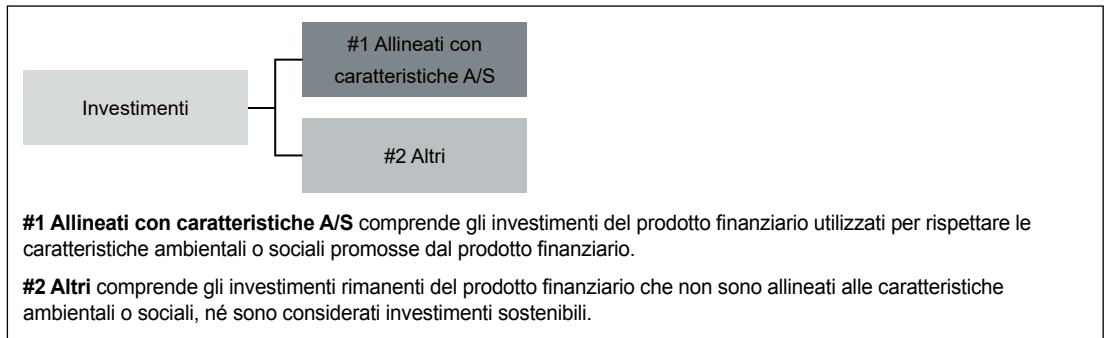 #1 Allineati con
caratteristiche A/S
Investimenti
#2 Altri
#1 Allineati con caratteristiche A/S comprende gli investimenti del prodotto finanziario utilizzati per rispettare le
caratteristiche ambientali o sociali promosse dal prodotto finanziario.
#2 Altri comprende gli investimenti rimanenti del prodotto finanziario che non sono allineati alle caratteristiche
ambientali o sociali, né sono considerati investimenti sostenibili.